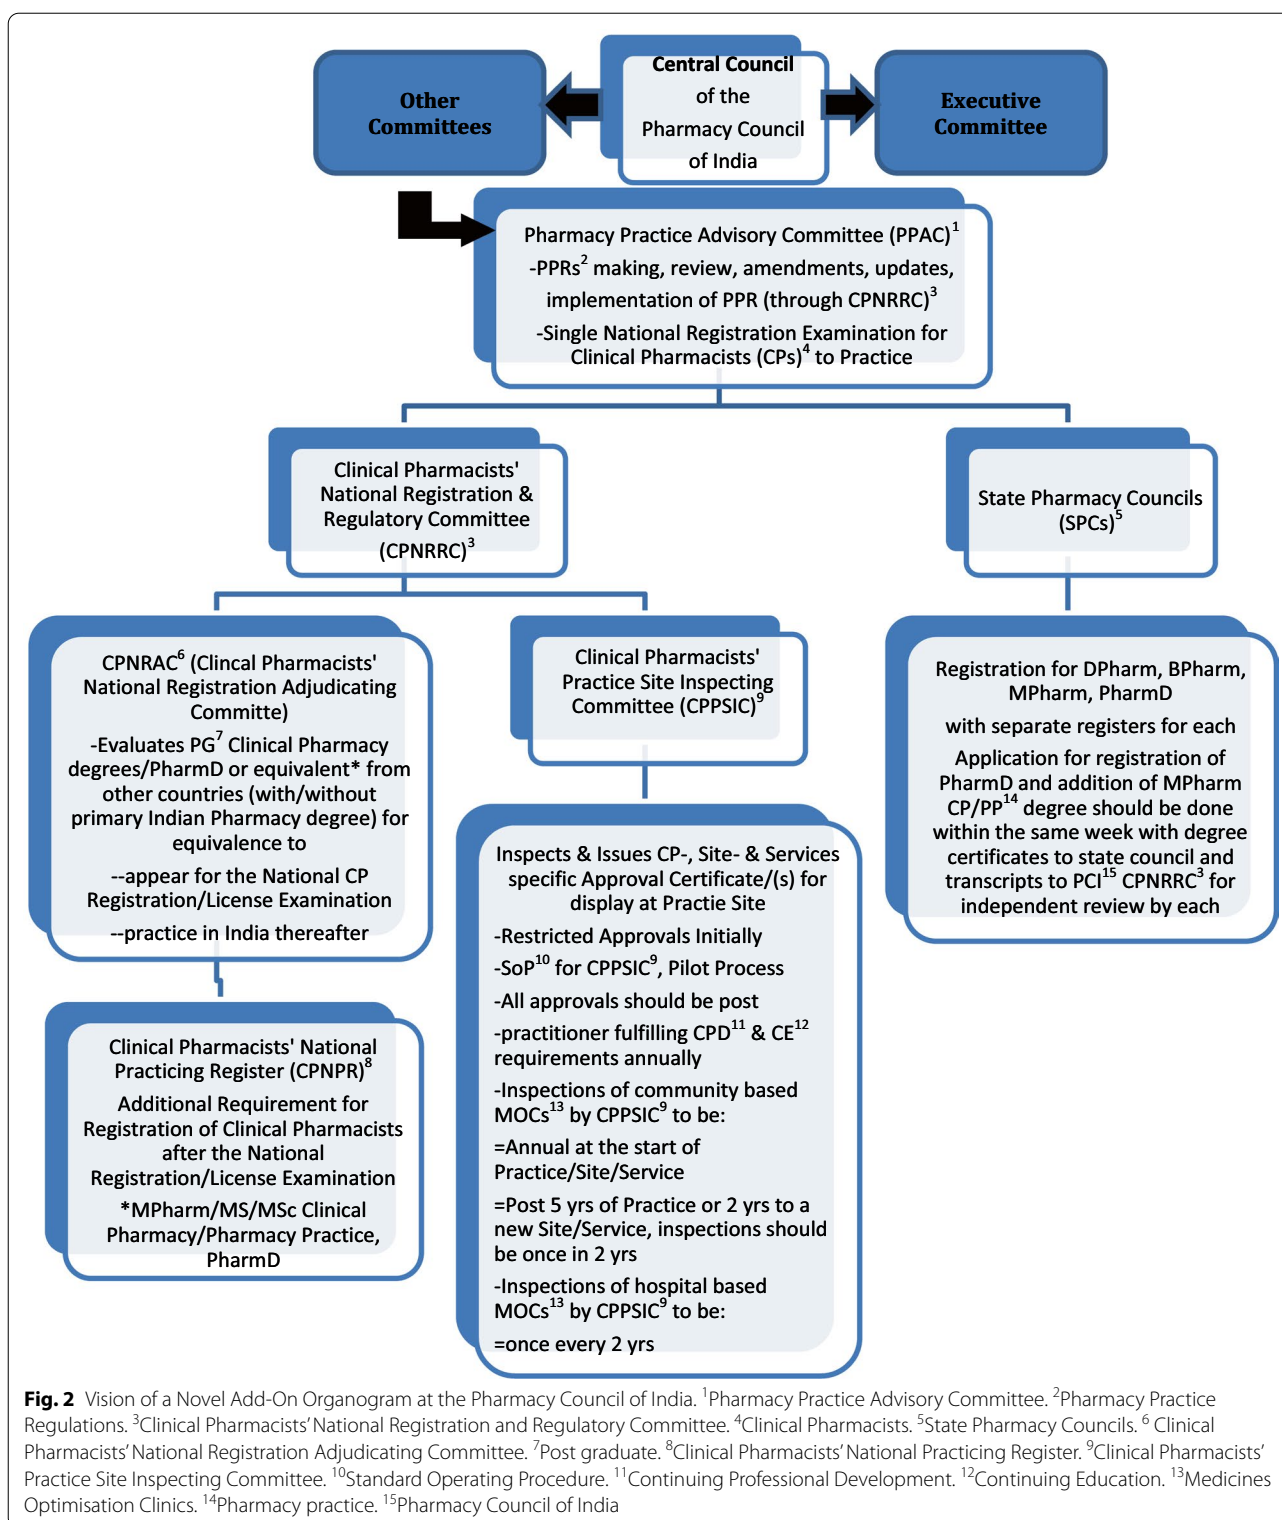 Other
Committees
Central Council
of the
Pharmacy Council
of India
Executive
Committee
Pharmacy Practice Advisory Committee (PPAC)1
-PPRs2 making, review, amendments, updates,
implementation of PPR (through CPNRRC)3
-Single National Registration Examination for
Clinical Pharmacists (CPs)4 to Practice
Clinical Pharmacists'
National Registration &
Regulatory Committee
(CPNRRC)3
State Pharmacy Councils
(SPCs)5
CPNRAC6 (Clincal Pharmacists'
National Registration Adjudicating
Committe)
-Evaluates PG7 Clinical Pharmacy
degrees/PharmD or equivalent* from
other countries (with/without
primary Indian Pharmacy degree) for
equivalence to
--appear for the National CP
Registration/License Examination
--practice in India thereafter
Clinical Pharmacists'
Practice Site Inspecting
Committee (CPPSIC)9
Registration for DPharm, BPharm,
MPharm, PharmD
with separate registers for each
Application for registration of
PharmD and addition of MPharm
CP/PP14 degree should be done
within the same week with degree
certificates to state council and
transcripts to PCI15 CPNRRC3 for
independent review by each
Clinical Pharmacists' National
Practicing Register (CPNPR)8
Additional Requirement for
Registration of Clinical Pharmacists
after the National
Registration/License Examination
*MPharm/MS/MSc Clinical
Pharmacy/Pharmacy Practice,
PharmD
Inspects & Issues CP-, Site- & Services
specific Approval Certificate/(s) for
display at Practie Site
-Restricted Approvals Initially
-SoP10 for CPPSIC9, Pilot Process
-All approvals should be post
-practitioner fulfilling CPD11 & CE12
requirements annually
-Inspections of community based
MOCs13 by CPPSIC9 to be:
=Annual at the start of
Practice/Site/Service
=Post 5 yrs of Practice or 2 yrs to a
new Site/Service, inspections should
be once in 2 yrs
-Inspections of hospital based
MOCs13 by CPPSIC9 to be:
=once every 2 yrs
Fig. 2 Vision of a Novel Add-On Organogram at the Pharmacy Council of India. 1Pharmacy Practice Advisory Committee. 2Pharmacy Practice
Regulations. 3Clinical Pharmacists' National Registration and Regulatory Committee. 4Clinical Pharmacists. 5State Pharmacy Councils. 6 Clinical
Pharmacists' National Registration Adjudicating Committee. 7Post graduate. 8Clinical Pharmacists' National Practicing Register. 9Clinical Pharmacists'
Practice Site Inspecting Committee. 10Standard Operating Procedure. 11Continuing Professional Development. 12Continuing Education. 13Medicines
Optimisation Clinics. 14Pharmacy practice. 15Pharmacy Council of India